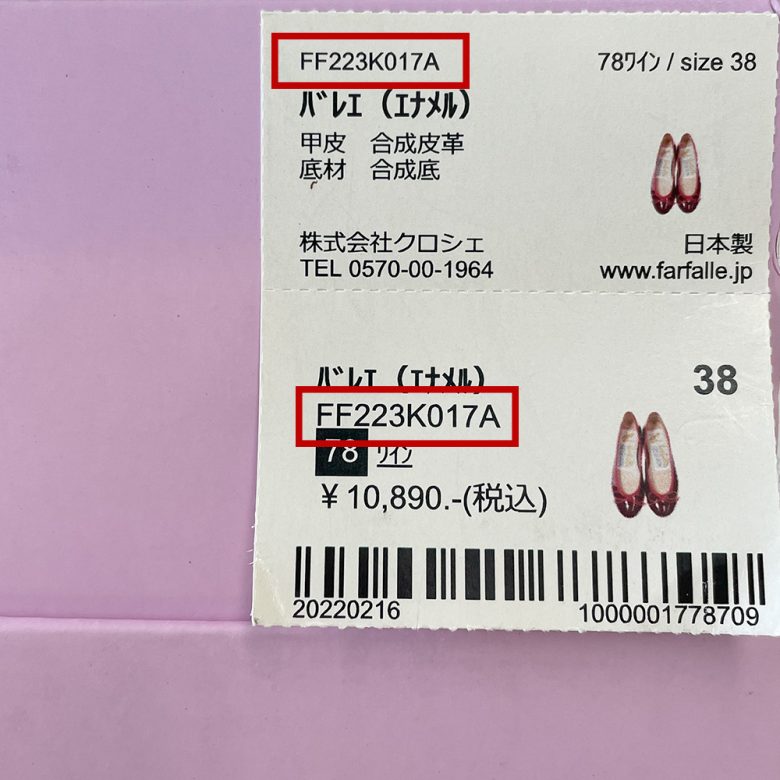 FF223K017A
78ワイン / size 38
バレエ（エナメル）
甲皮　合成皮革
底材　合成底
株式会社クロシェ
日本製
TEL 0570-00-1964
www.farfalle.jp
バレエ（エナメル）
38
FF223K017A
78 ワイン
￥10,890.-(税込)
20220216
1000001778709